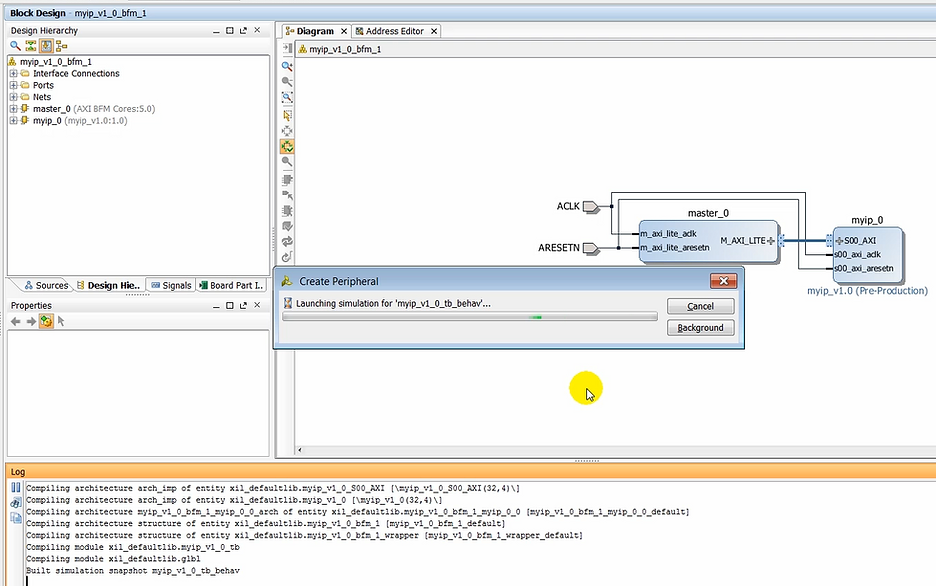 Block Design - myip_v1_0_bfm_1
Design Hierarchy
myip_v1_0_bfm_1
Interface Connections
Ports
Nets
master_0 (AXI BFM Cores:5.0)
myip_0 (myip_v1.0:1.0)
Sources
Design Hie..
Signals
Board Part I..
Properties
Diagram
Address Editor
myip_v1_0_bfm_1
ACLK
ARESETN
master_0
m_axi_lite_aclk
m_axi_lite_aresetn
M_AXI_LITE
myip_0
S00_AXI
s00_axi_aclk
s00_axi_aresetn
myip_v1.0 (Pre-Production)
Create Peripheral
Launching simulation for 'myip_v1_0_tb_behav'...
Cancel
Background
Log
Compiling architecture arch_imp of entity xil_defaultlib.myip_v1_0_S00_AXI [\myip_v1_0_S00_AXI(32,4)\]
Compiling architecture arch_imp of entity xil_defaultlib.myip_v1_0 [\myip_v1_0(32,4)\]
Compiling architecture myip_v1_0_bfm_1_myip_0_0_arch of entity xil_defaultlib.myip_v1_0_bfm_1_myip_0_0 [myip_v1_0_bfm_1_myip_0_0_default]
Compiling architecture structure of entity xil_defaultlib.myip_v1_0_bfm_1 [myip_v1_0_bfm_1_default]
Compiling architecture structure of entity xil_defaultlib.myip_v1_0_bfm_1_wrapper [myip_v1_0_bfm_1_wrapper_default]
Compiling module xil_defaultlib.myip_v1_0_tb
Compiling module xil_defaultlib.glbl
Built simulation snapshot myip_v1_0_tb_behav